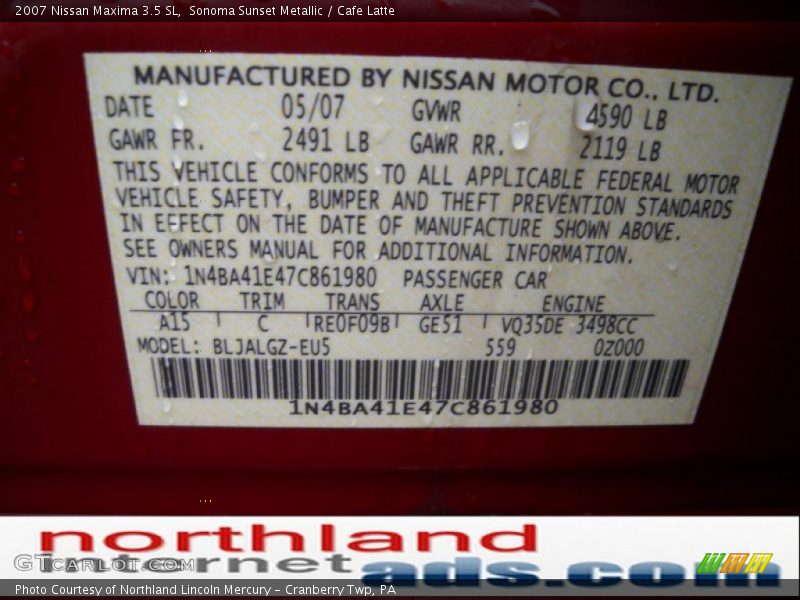 2007 Nissan Maxima 3.5 SL,  Sonoma Sunset Metallic / Cafe Latte
MANUFACTURED BY NISSAN MOTOR CO., LTD.
DATE 05/07 GVWR 4590 LB
GAWR FR. 2491 LB GAWR RR. 2119 LB
THIS VEHICLE CONFORMS TO ALL APPLICABLE FEDERAL MOTOR
VEHICLE SAFETY, BUMPER AND THEFT PREVENTION STANDARDS
IN EFFECT ON THE DATE OF MANUFACTURE SHOWN ABOVE.
SEE OWNERS MANUAL FOR ADDITIONAL INFORMATION.
VIN: 1N4BA41E47C861980 PASSENGER CAR
COLOR TRIM TRANS AXLE ENGINE
A15 C RE0F09B GE51 VQ35DE 3498CC
MODEL: BLJALGZ-EU5 559 0Z000
1N4BA41E47C861980
northland
internet
ads.com
GTCARLOT.COM
Photo Courtesy of Northland Lincoln Mercury – Cranberry Twp, PA